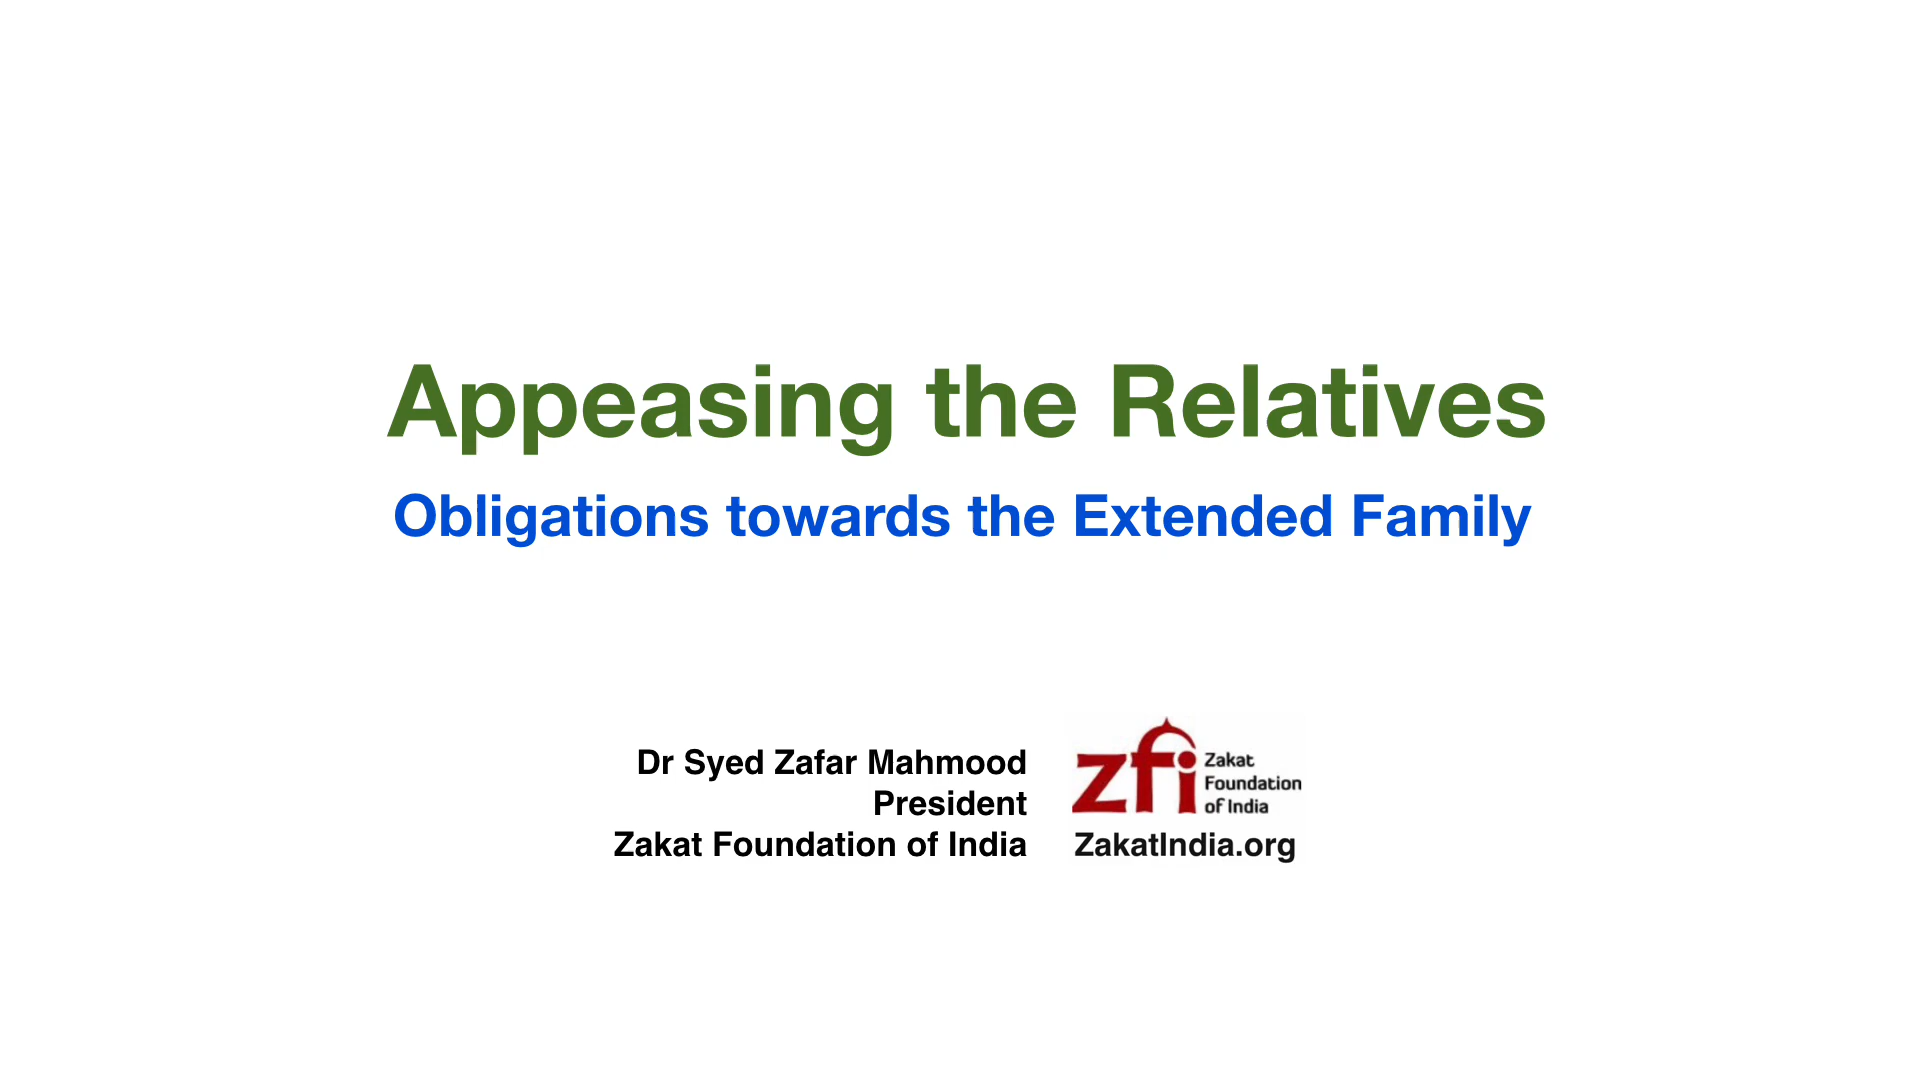 Appeasing the Relatives
Obligations towards the Extended Family
Dr Syed Zafar Mahmood
President
Zakat Foundation of India
zfi
Zakat
Foundation
of India
ZakatIndia.org